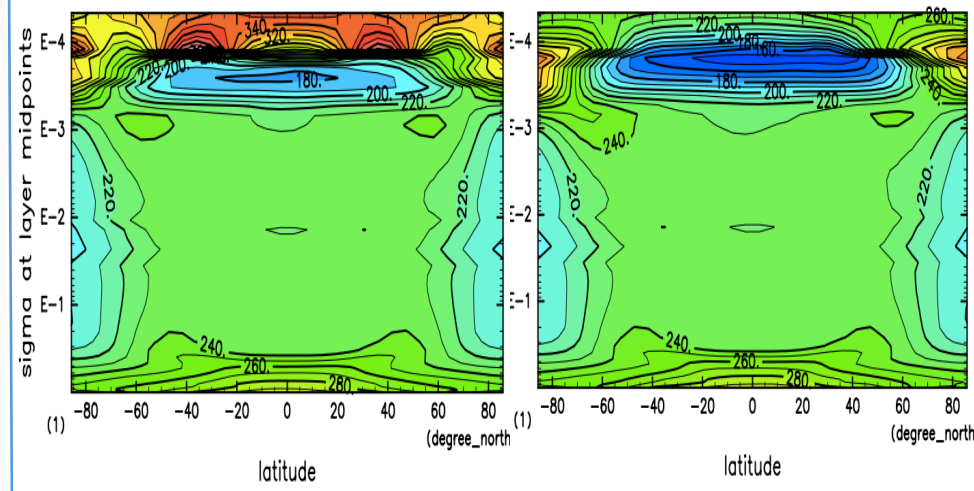 sigma at layer midpoints
E-4
E-3
E-2
E-1
340.
320.
220.
200.
180.
200.
220.
220.
220.
240.
260.
280.
-80 -60 -40 -20 0 20 40 60 80
(1)
(degree_north
latitude
E-4
E-3
E-2
E-1
260.
220.
200.
180.
160.
180.
200.
220.
240.
240.
220.
240.
260.
280.
-80 -60 -40 -20 0 20 40 60 80
(1)
(degree_north
latitude